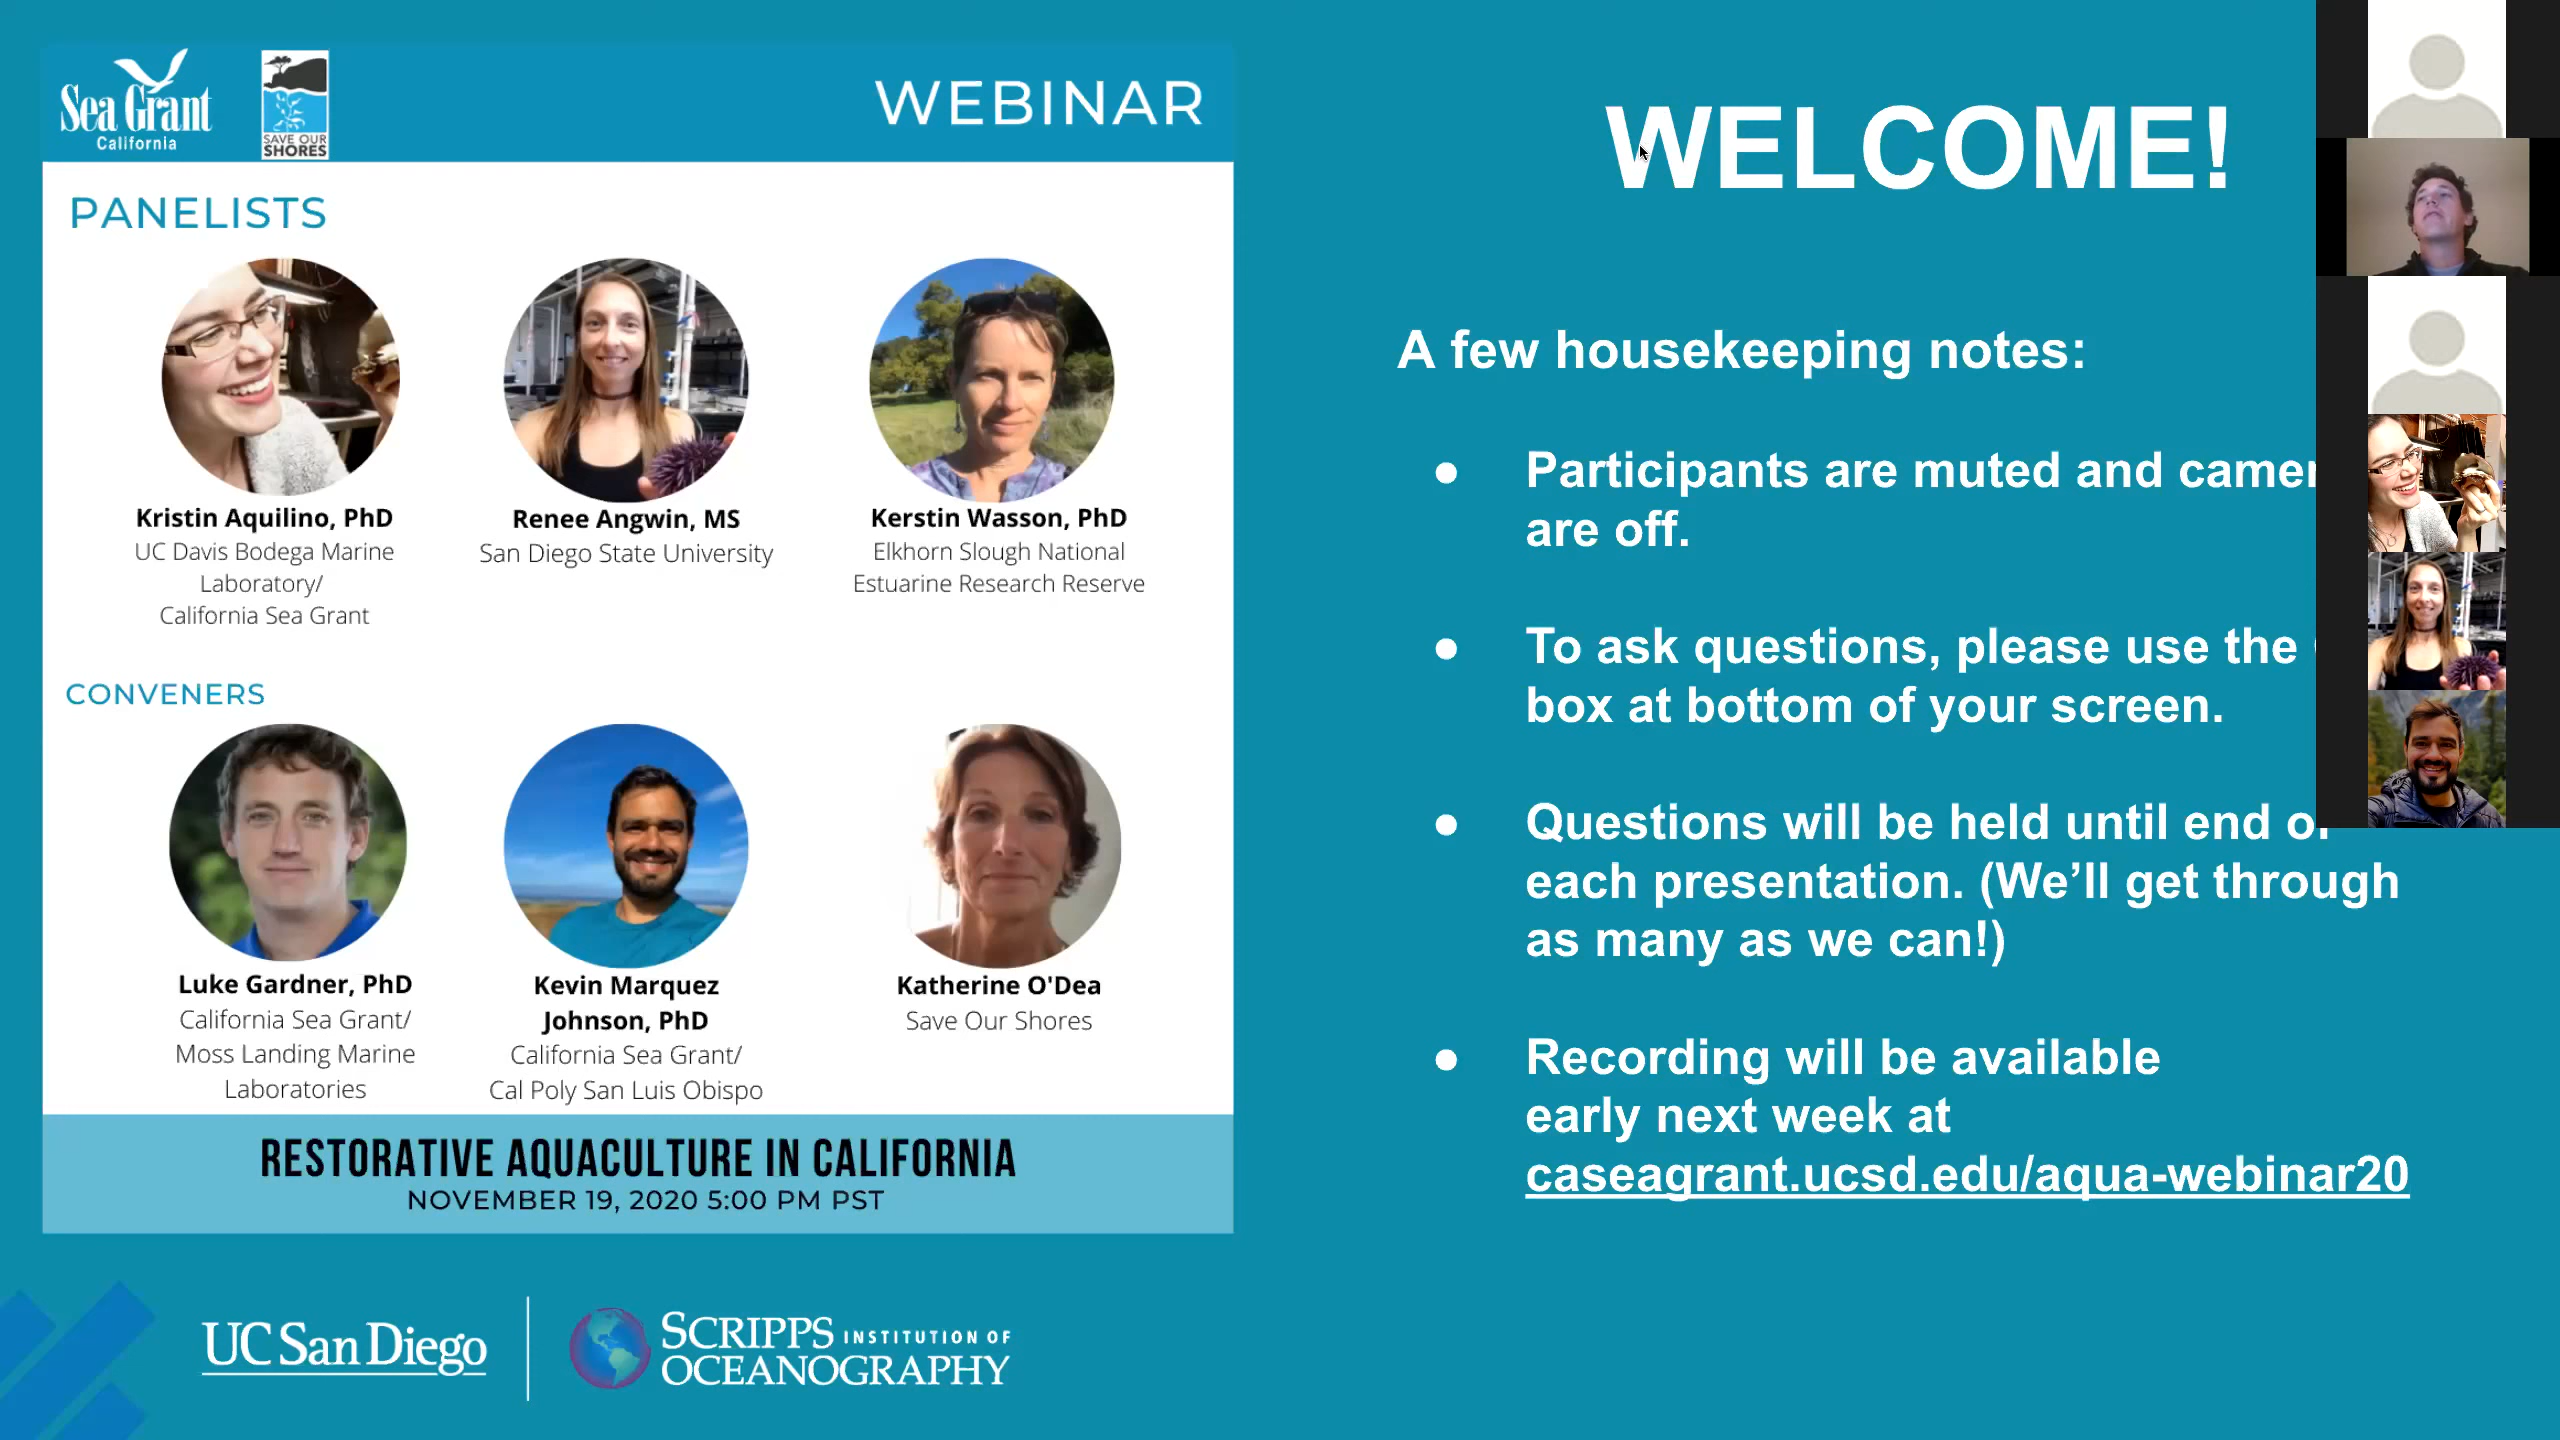 Sea Grant
California
SAVE OUR
SHORES
WEBINAR
PANELISTS
Kristin Aquilino, PhD
UC Davis Bodega Marine
Laboratory/
California Sea Grant
Renee Angwin, MS
San Diego State University
Kerstin Wasson, PhD
Elkhorn Slough National
Estuarine Research Reserve
CONVENERS
Luke Gardner, PhD
California Sea Grant/
Moss Landing Marine
Laboratories
Kevin Marquez
Johnson, PhD
California Sea Grant/
Cal Poly San Luis Obispo
Katherine O'Dea
Save Our Shores
RESTORATIVE AQUACULTURE IN CALIFORNIA
NOVEMBER 19, 2020 5:00 PM PST
UC San Diego
SCRIPPS INSTITUTION OF
OCEANOGRAPHY
WELCOME!
A few housekeeping notes:
● Participants are muted and
are off.
● To ask questions, please use the
box at bottom of your screen.
● Questions will be held until end of
each presentation. (We’ll get through
as many as we can!)
● Recording will be available
early next week at
caseagrant.ucsd.edu/aqua-webinar20